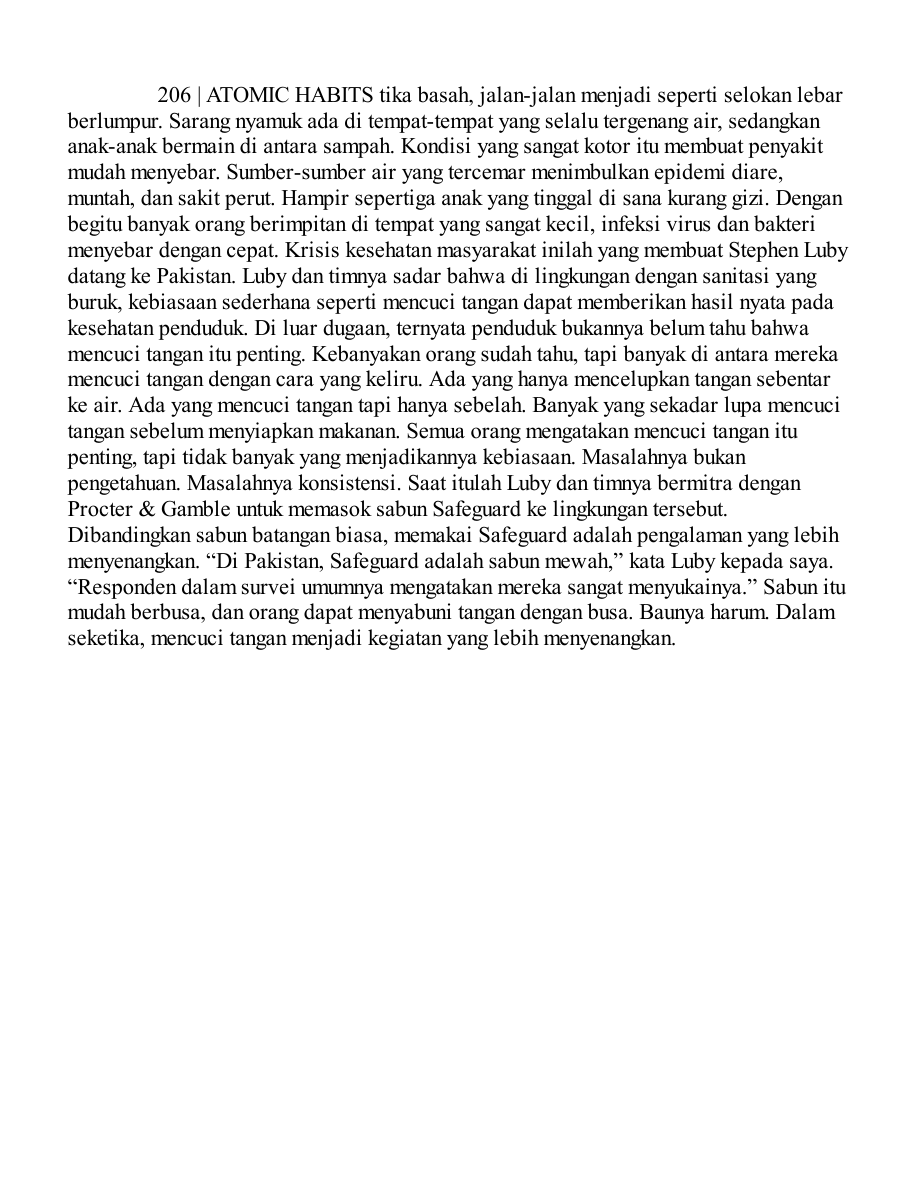 206 | ATOMIC HABITS tika basah, jalan-jalan menjadi seperti selokan lebar
berlumpur. Sarang nyamuk ada di tempat-tempat yang selalu tergenang air, sedangkan
anak-anak bermain di antara sampah. Kondisi yang sangat kotor itu membuat penyakit
mudah menyebar. Sumber-sumber air yang tercemar menimbulkan epidemi diare,
muntah, dan sakit perut. Hampir sepertiga anak yang tinggal di sana kurang gizi. Dengan
begitu banyak orang berimpitan di tempat yang sangat kecil, infeksi virus dan bakteri
menyebar dengan cepat. Krisis kesehatan masyarakat inilah yang membuat Stephen Luby
datang ke Pakistan. Luby dan timnya sadar bahwa di lingkungan dengan sanitasi yang
buruk, kebiasaan sederhana seperti mencuci tangan dapat memberikan hasil nyata pada
kesehatan penduduk. Di luar dugaan, ternyata penduduk bukannya belum tahu bahwa
mencuci tangan itu penting. Kebanyakan orang sudah tahu, tapi banyak di antara mereka
mencuci tangan dengan cara yang keliru. Ada yang hanya mencelupkan tangan sebentar
ke air. Ada yang mencuci tangan tapi hanya sebelah. Banyak yang sekadar lupa mencuci
tangan sebelum menyiapkan makanan. Semua orang mengatakan mencuci tangan itu
penting, tapi tidak banyak yang menjadikannya kebiasaan. Masalahnya bukan
pengetahuan. Masalahnya konsistensi. Saat itulah Luby dan timnya bermitra dengan
Procter & Gamble untuk memasok sabun Safeguard ke lingkungan tersebut.
Dibandingkan sabun batangan biasa, memakai Safeguard adalah pengalaman yang lebih
menyenangkan. “Di Pakistan, Safeguard adalah sabun mewah,” kata Luby kepada saya.
“Responden dalam survei umumnya mengatakan mereka sangat menyukainya.” Sabun itu
mudah berbusa, dan orang dapat menyabuni tangan dengan busa. Baunya harum. Dalam
seketika, mencuci tangan menjadi kegiatan yang lebih menyenangkan.